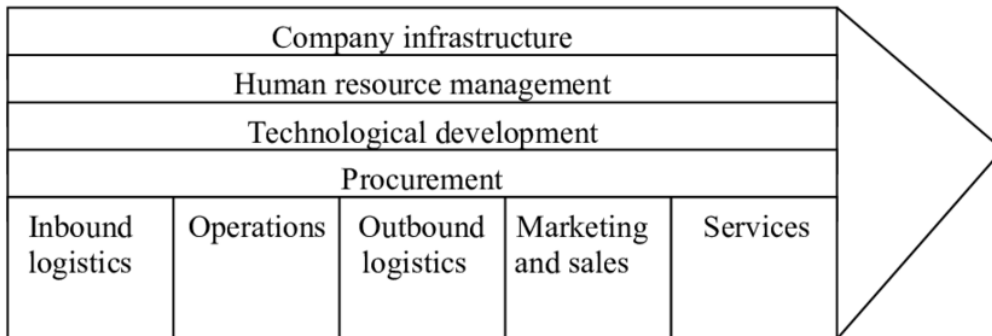 Company infrastructure
Human resource management
Technological development
Procurement
Inbound
logistics
Operations
Outbound
logistics
Marketing
and sales
Services